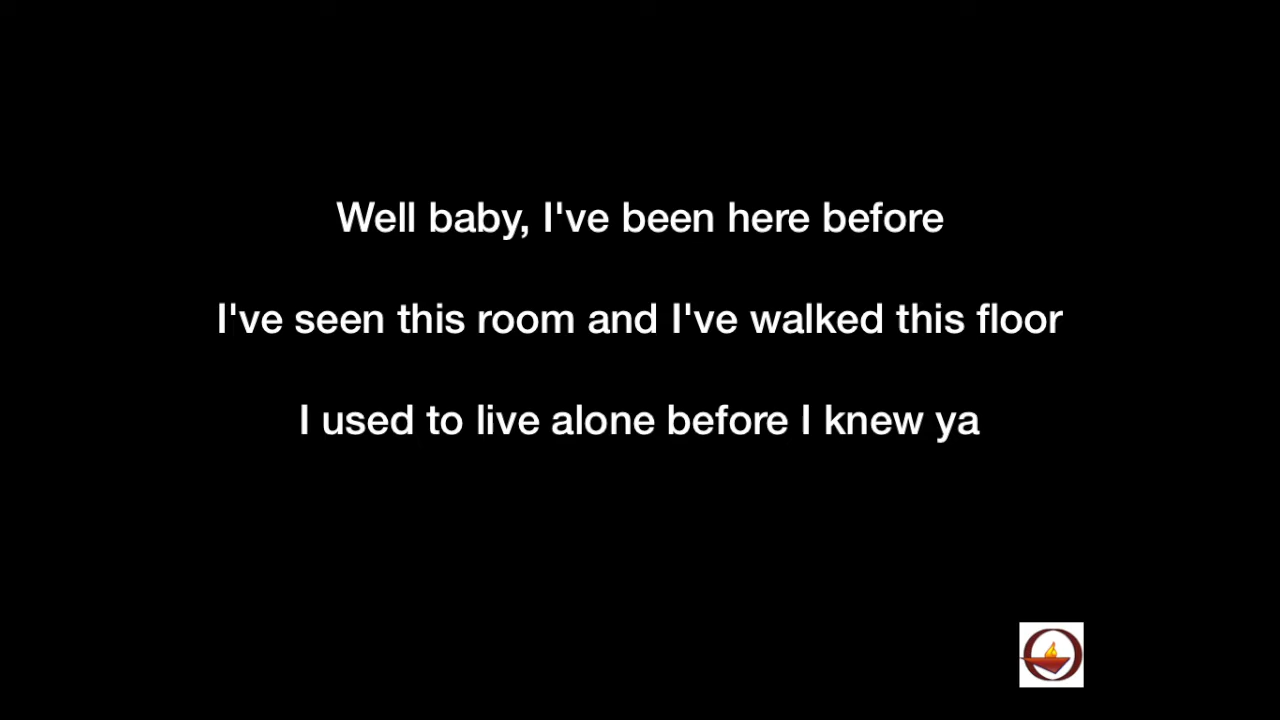 Well baby, I've been here before
I've seen this room and I've walked this floor
I used to live alone before I knew ya